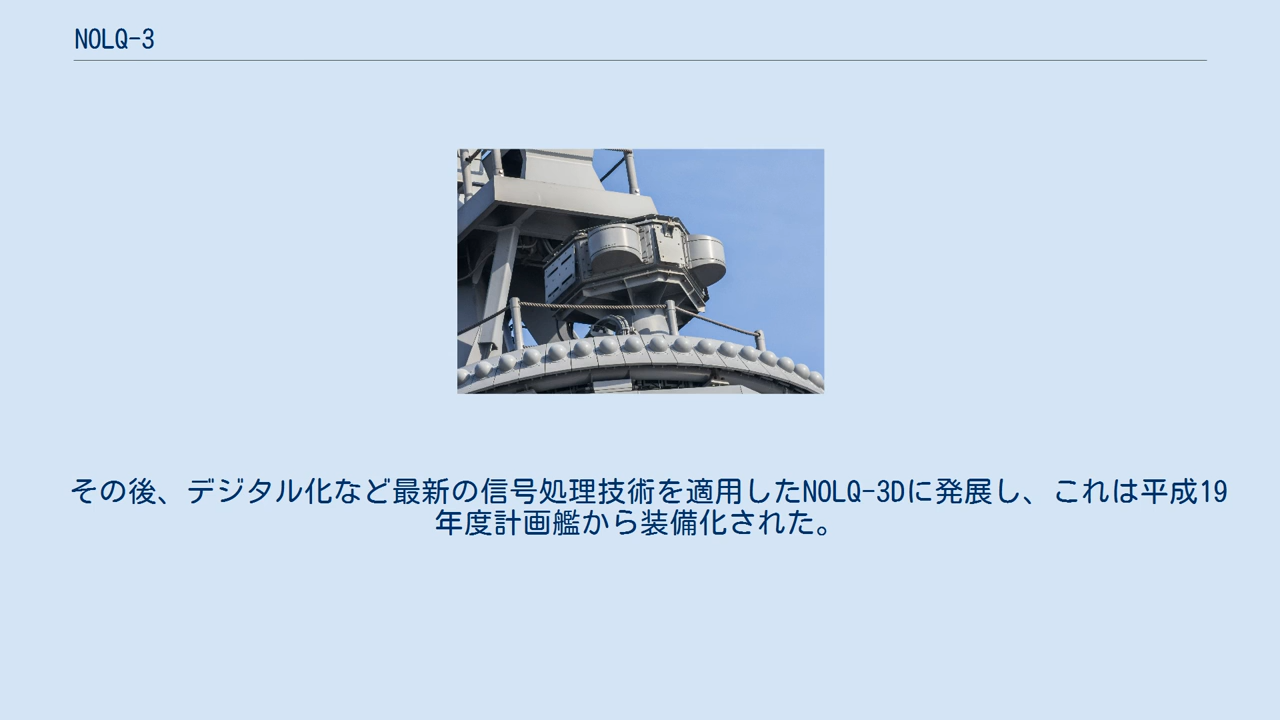 NOLQ-3
その後、デジタル化など最新の信号処理技術を適用したNOLQ-3Dに発展し、これは平成19
年度計画艦から装備化された。